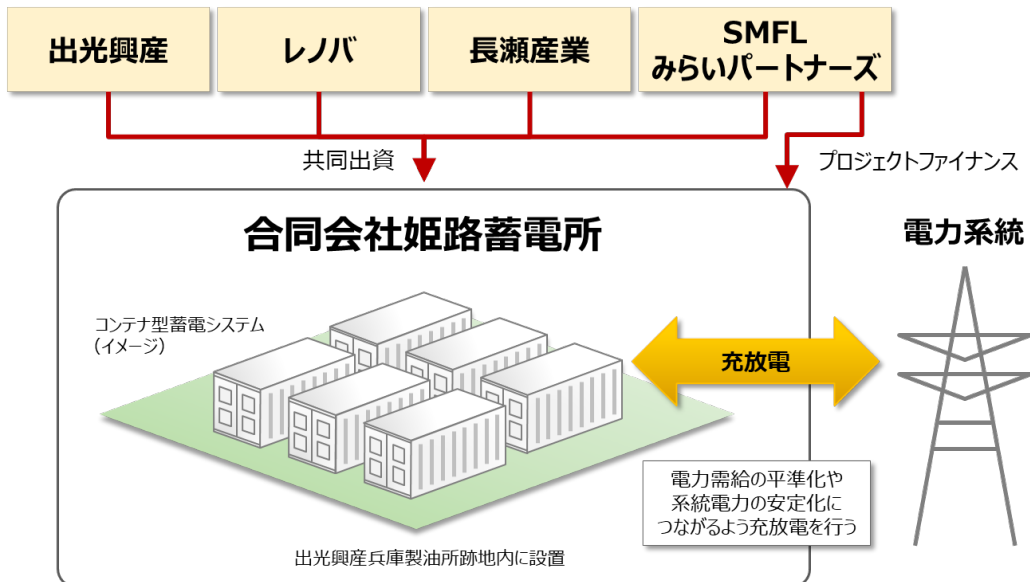 出光興産
レノバ
長瀬産業
SMFL
みらいパートナーズ
共同出資
プロジェクトファイナンス
合同会社姫路蓄電所
電力系統
コンテナ型蓄電システム
（イメージ）
充放電
電力需給の平準化や
系統電力の安定化に
つながるよう充放電を行う
出光興産兵庫製油所跡地内に設置